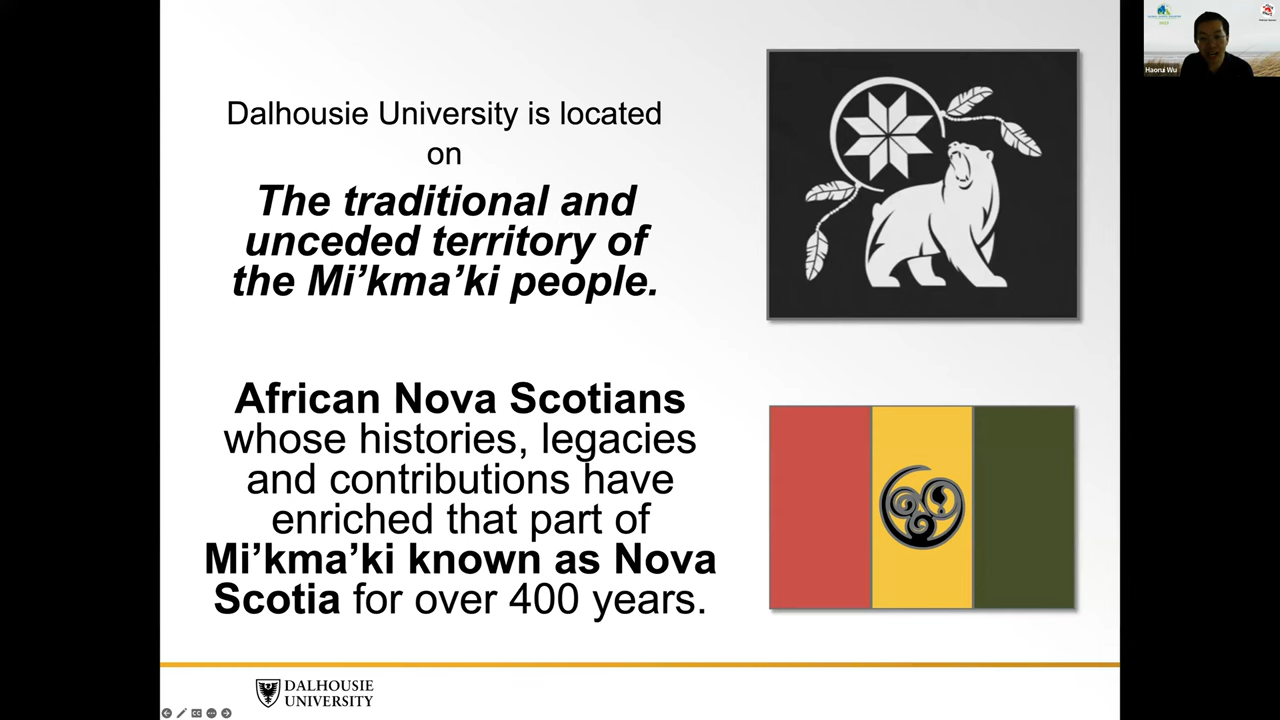 Dalhousie University is located
on
The traditional and
unceded territory of
the Mi'kma'ki people.
African Nova Scotians
whose histories, legacies
and contributions have
enriched that part of
Mi'kma'ki known as Nova
Scotia for over 400 years.
DALHOUSIE
UNIVERSITY
Haorui Wu